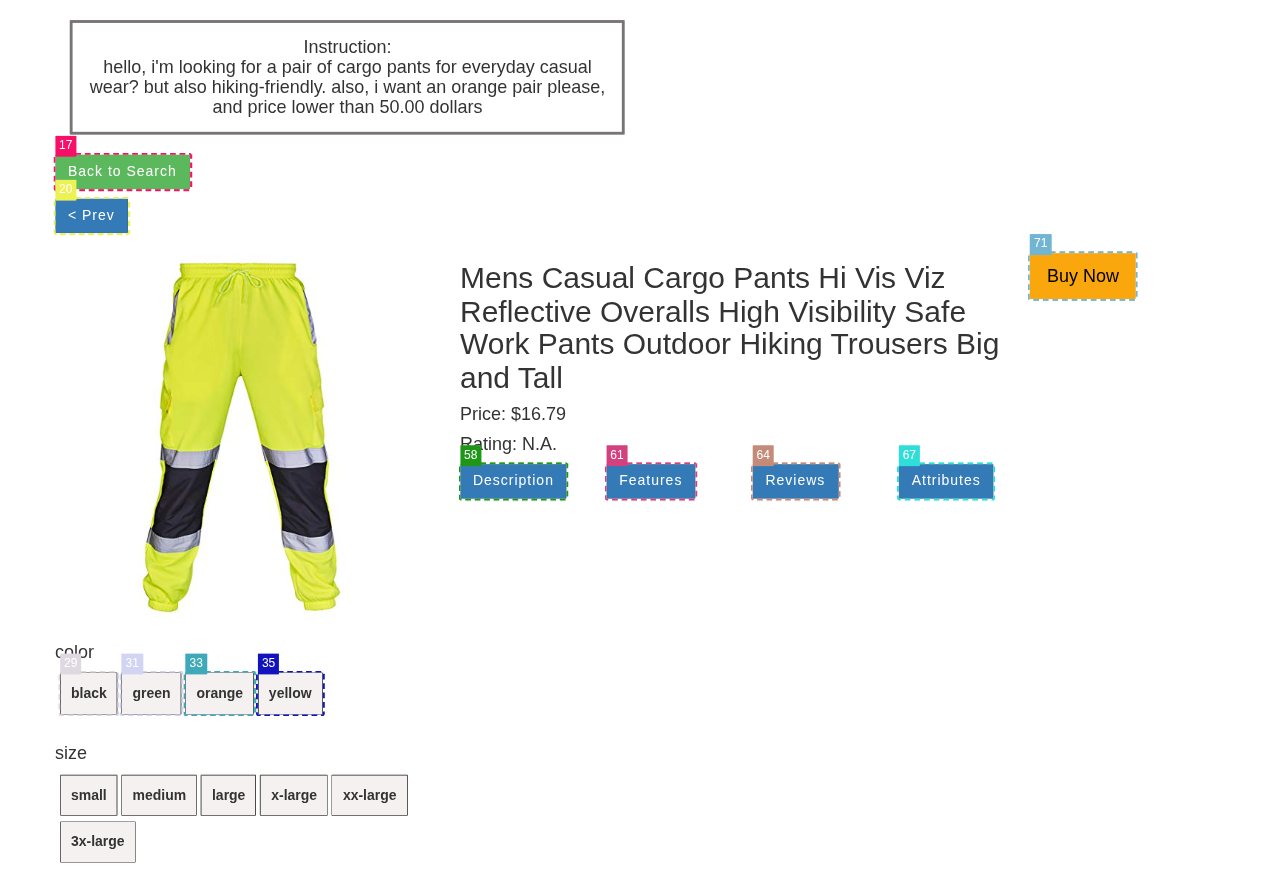 Instruction:
hello, i'm looking for a pair of cargo pants for everyday casual
wear? but also hiking-friendly. also, i want an orange pair please,
and price lower than 50.00 dollars
17
Back to Search
20
< Prev
71
Buy Now
Mens Casual Cargo Pants Hi Vis Viz
Reflective Overalls High Visibility Safe
Work Pants Outdoor Hiking Trousers Big
and Tall
Price: $16.79
Rating: N.A.
58 61 64 67
Description Features Reviews Attributes
color
29 31 33 35
black green orange yellow
size
small medium large x-large xx-large
3x-large